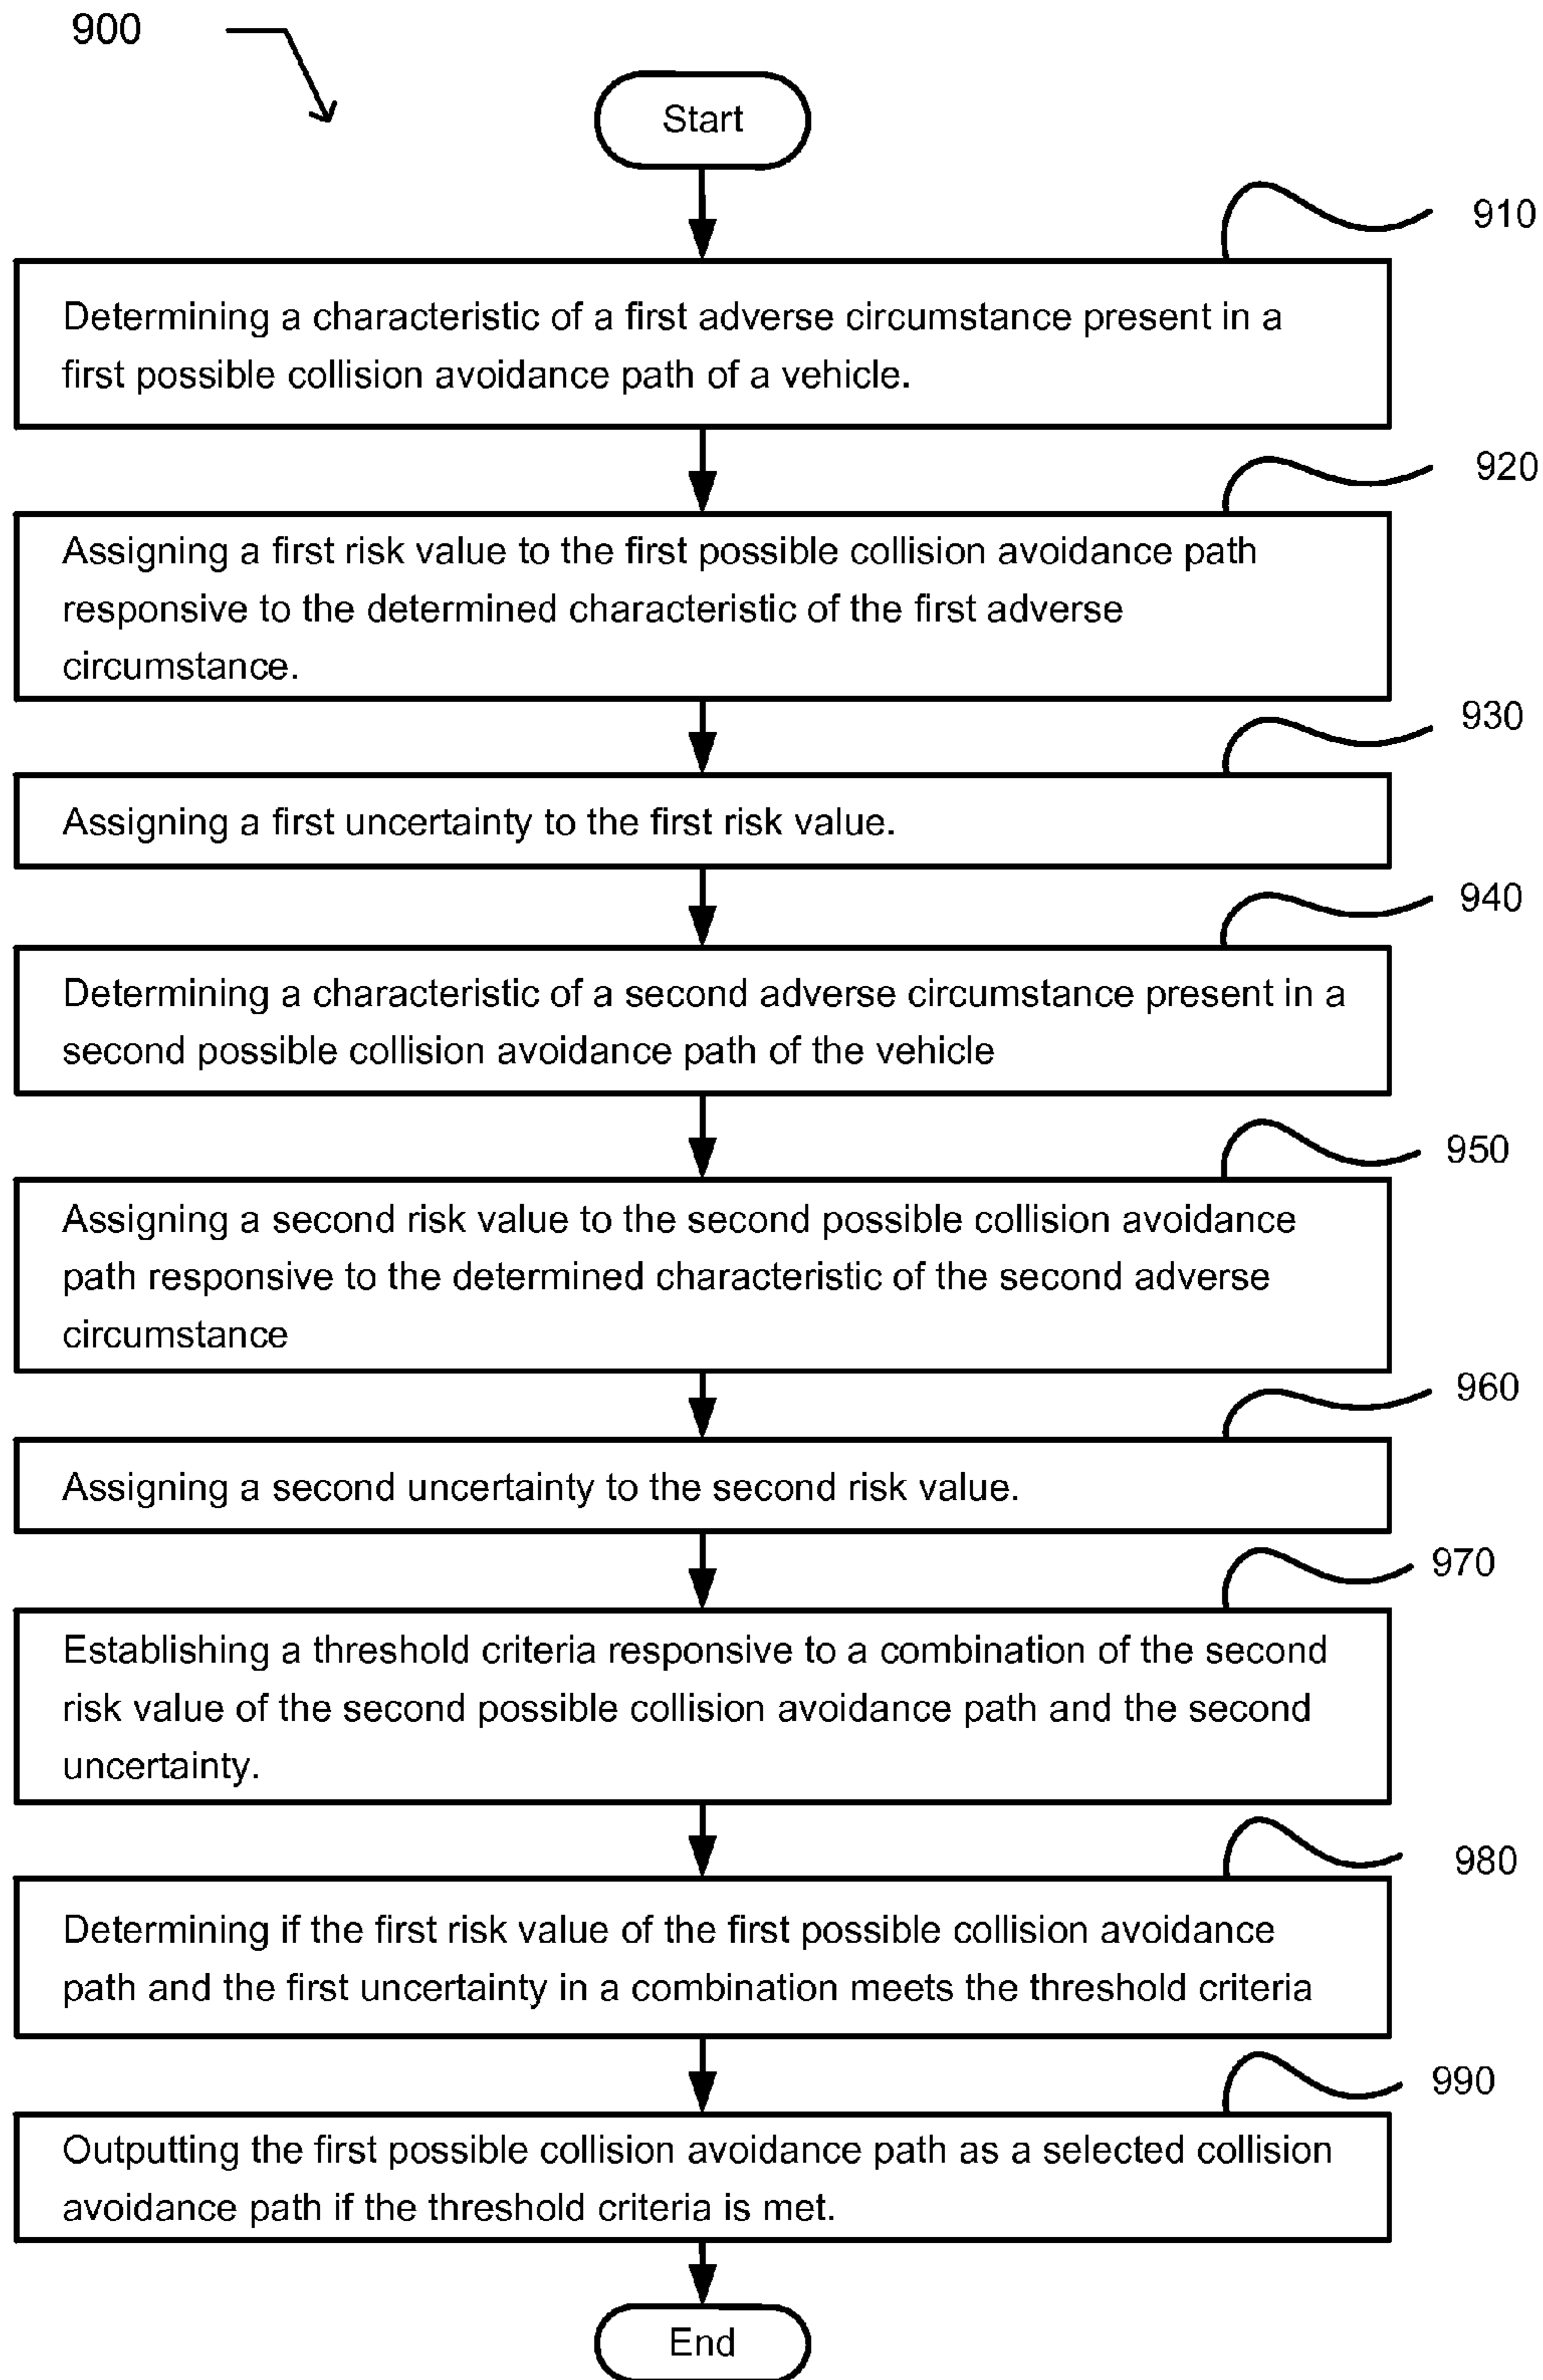 900
Start
910
Determining a characteristic of a first adverse circumstance present in a
first possible collision avoidance path of a vehicle.
920
Assigning a first risk value to the first possible collision avoidance path
responsive to the determined characteristic of the first adverse
circumstance.
930
Assigning a first uncertainty to the first risk value.
940
Determining a characteristic of a second adverse circumstance present in a
second possible collision avoidance path of the vehicle
950
Assigning a second risk value to the second possible collision avoidance
path responsive to the determined characteristic of the second adverse
circumstance
960
Assigning a second uncertainty to the second risk value.
970
Establishing a threshold criteria responsive to a combination of the second
risk value of the second possible collision avoidance path and the second
uncertainty.
980
Determining if the first risk value of the first possible collision avoidance
path and the first uncertainty in a combination meets the threshold criteria
990
Outputting the first possible collision avoidance path as a selected collision
avoidance path if the threshold criteria is met.
End